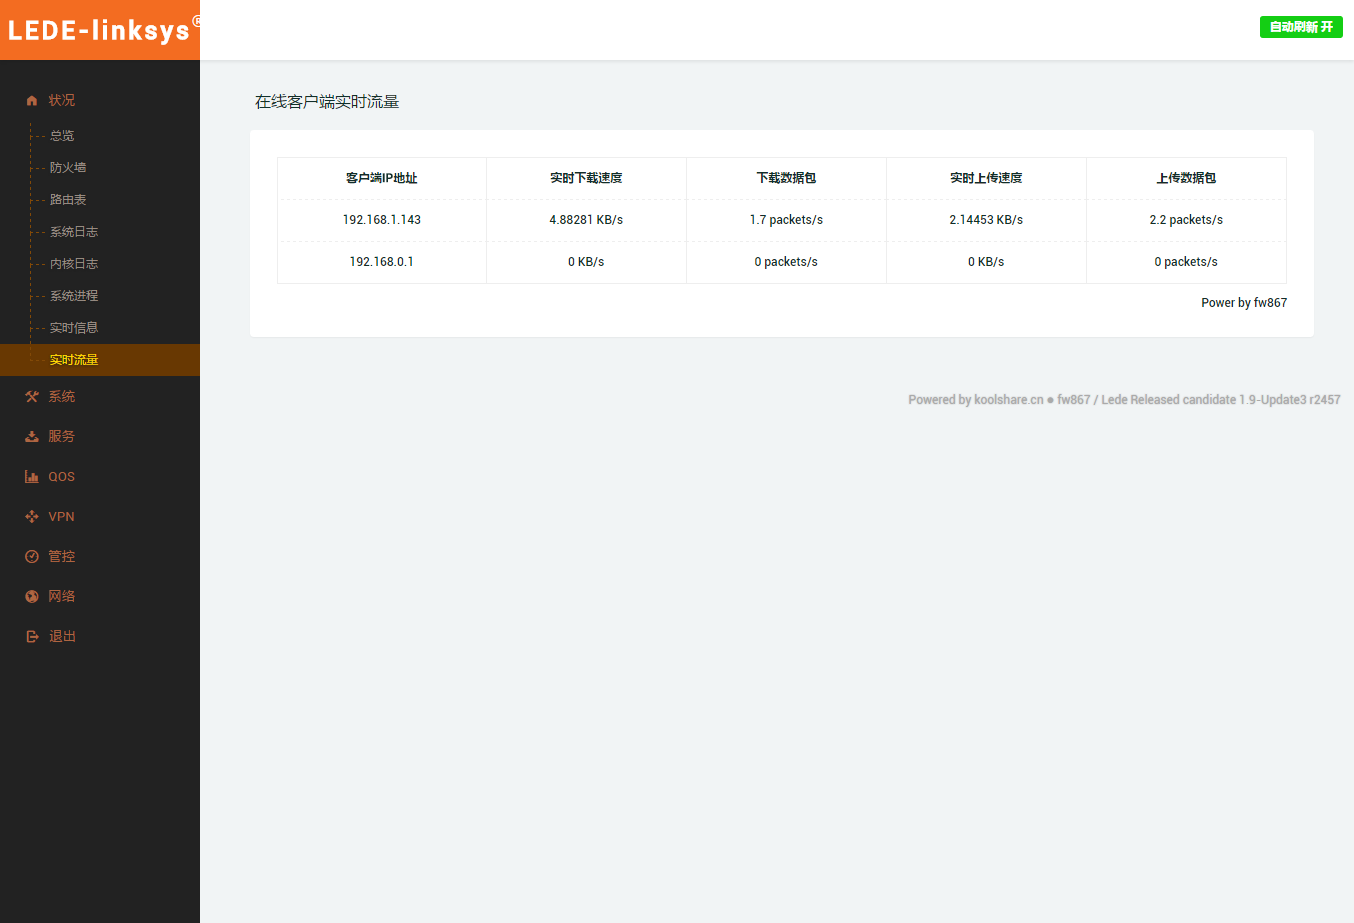 LEDE-linksys®
自动刷新 开
状况
总览
防火墙
路由表
系统日志
内核日志
系统进程
实时信息
实时流量
系统
服务
QOS
VPN
管控
网络
退出
在线客户端实时流量
客户端IP地址 实时下载速度 下载数据包 实时上传速度 上传数据包
192.168.1.143 4.88281 KB/s 1.7 packets/s 2.14453 KB/s 2.2 packets/s
192.168.0.1 0 KB/s 0 packets/s 0 KB/s 0 packets/s
Power by fw867
Powered by koolshare.cn ● fw867 / Lede Released candidate 1.9-Update3 r2457